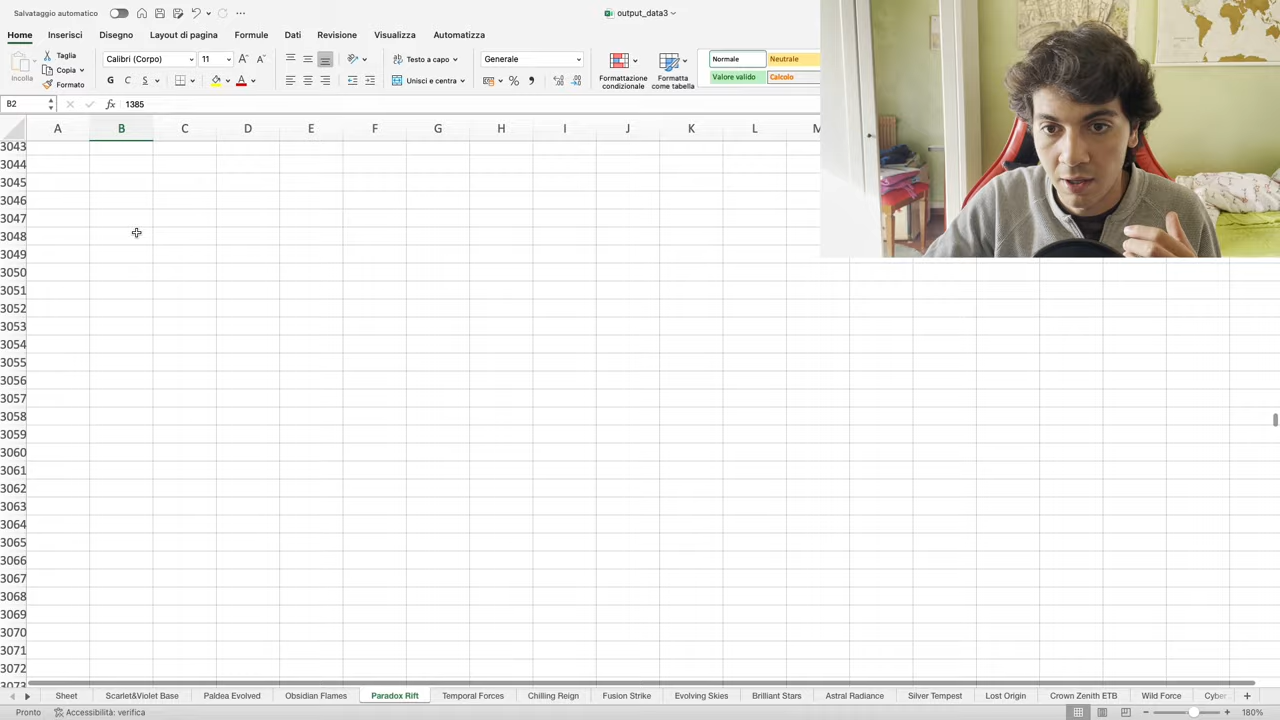 Salvataggio automatico
output_data3
Home Inserisci Disegno Layout di pagina Formule Dati Revisione Visualizza Automatizza
Incolla
Taglia
Copia
Formato
Calibri (Corpo) 11
G C S
Testo a capo
Unisci e centra
Generale
Formattazione condizionale
Formatta come tabella
Normale Neutrale
Valore valido Calcolo
B2 fx 1385
A B C D E F G H I J K L M
3043
3044
3045
3046
3047
3048
3049
3050
3051
3052
3053
3054
3055
3056
3057
3058
3059
3060
3061
3062
3063
3064
3065
3066
3067
3068
3069
3070
3071
3072
3073
Sheet Scarlet&Violet Base Paldea Evolved Obsidian Flames Paradox Rift Temporal Forces Chilling Reign Fusion Strike Evolving Skies Brilliant Stars Astral Radiance Silver Tempest Lost Origin Crown Zenith ETB Wild Force Cyber
Pronto Accessibilità: verifica 180%